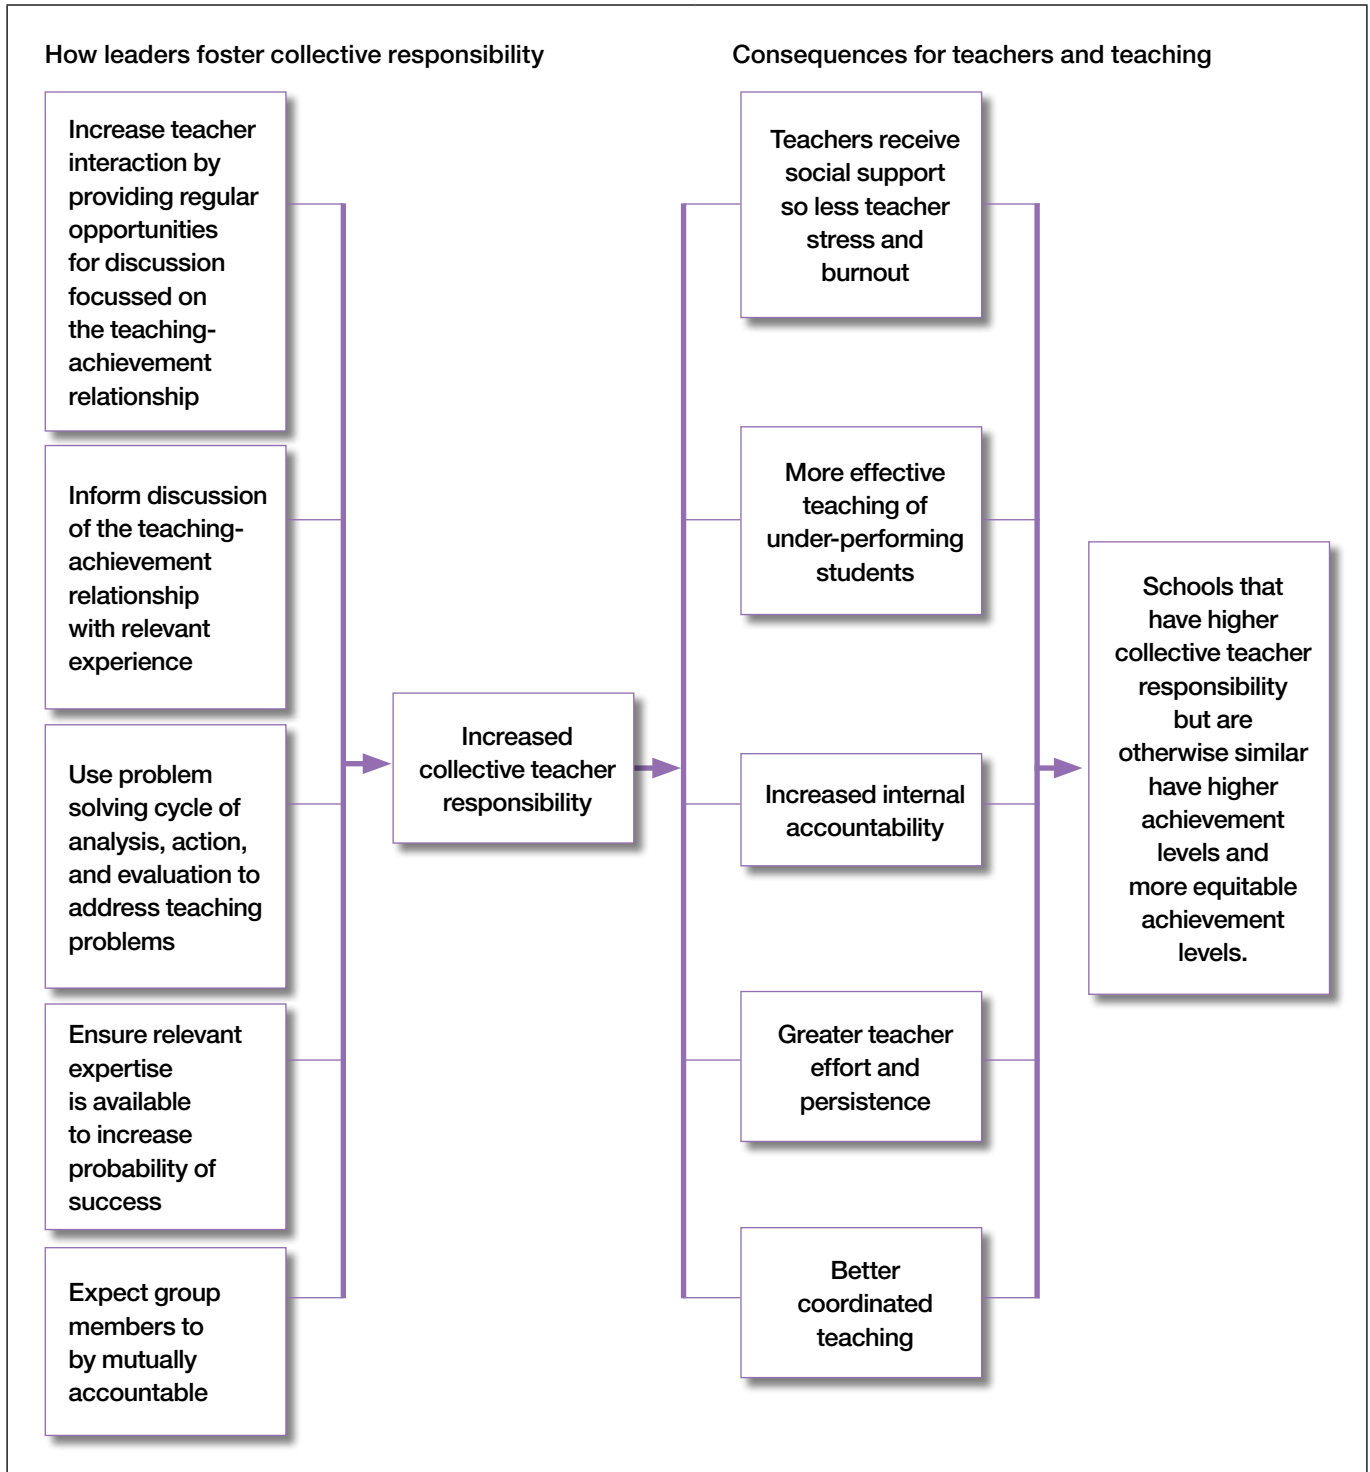 How leaders foster collective responsibility
Consequences for teachers and teaching
Increase teacher
interaction by
providing regular
opportunities
for discussion
focussed on
the teaching-
achievement
relationship
Inform discussion
of the teaching-
achievement
relationship
with relevant
experience
Use problem
solving cycle of
analysis, action,
and evaluation to
address teaching
problems
Ensure relevant
expertise
is available
to increase
probability of
success
Expect group
members to
by mutually
accountable
Increased
collective teacher
responsibility
Teachers receive
social support
so less teacher
stress and
burnout
More effective
teaching of
under-performing
students
Increased internal
accountability
Greater teacher
effort and
persistence
Better
coordinated
teaching
Schools that
have higher
collective teacher
responsibility
but are
otherwise similar
have higher
achievement
levels and
more equitable
achievement
levels.